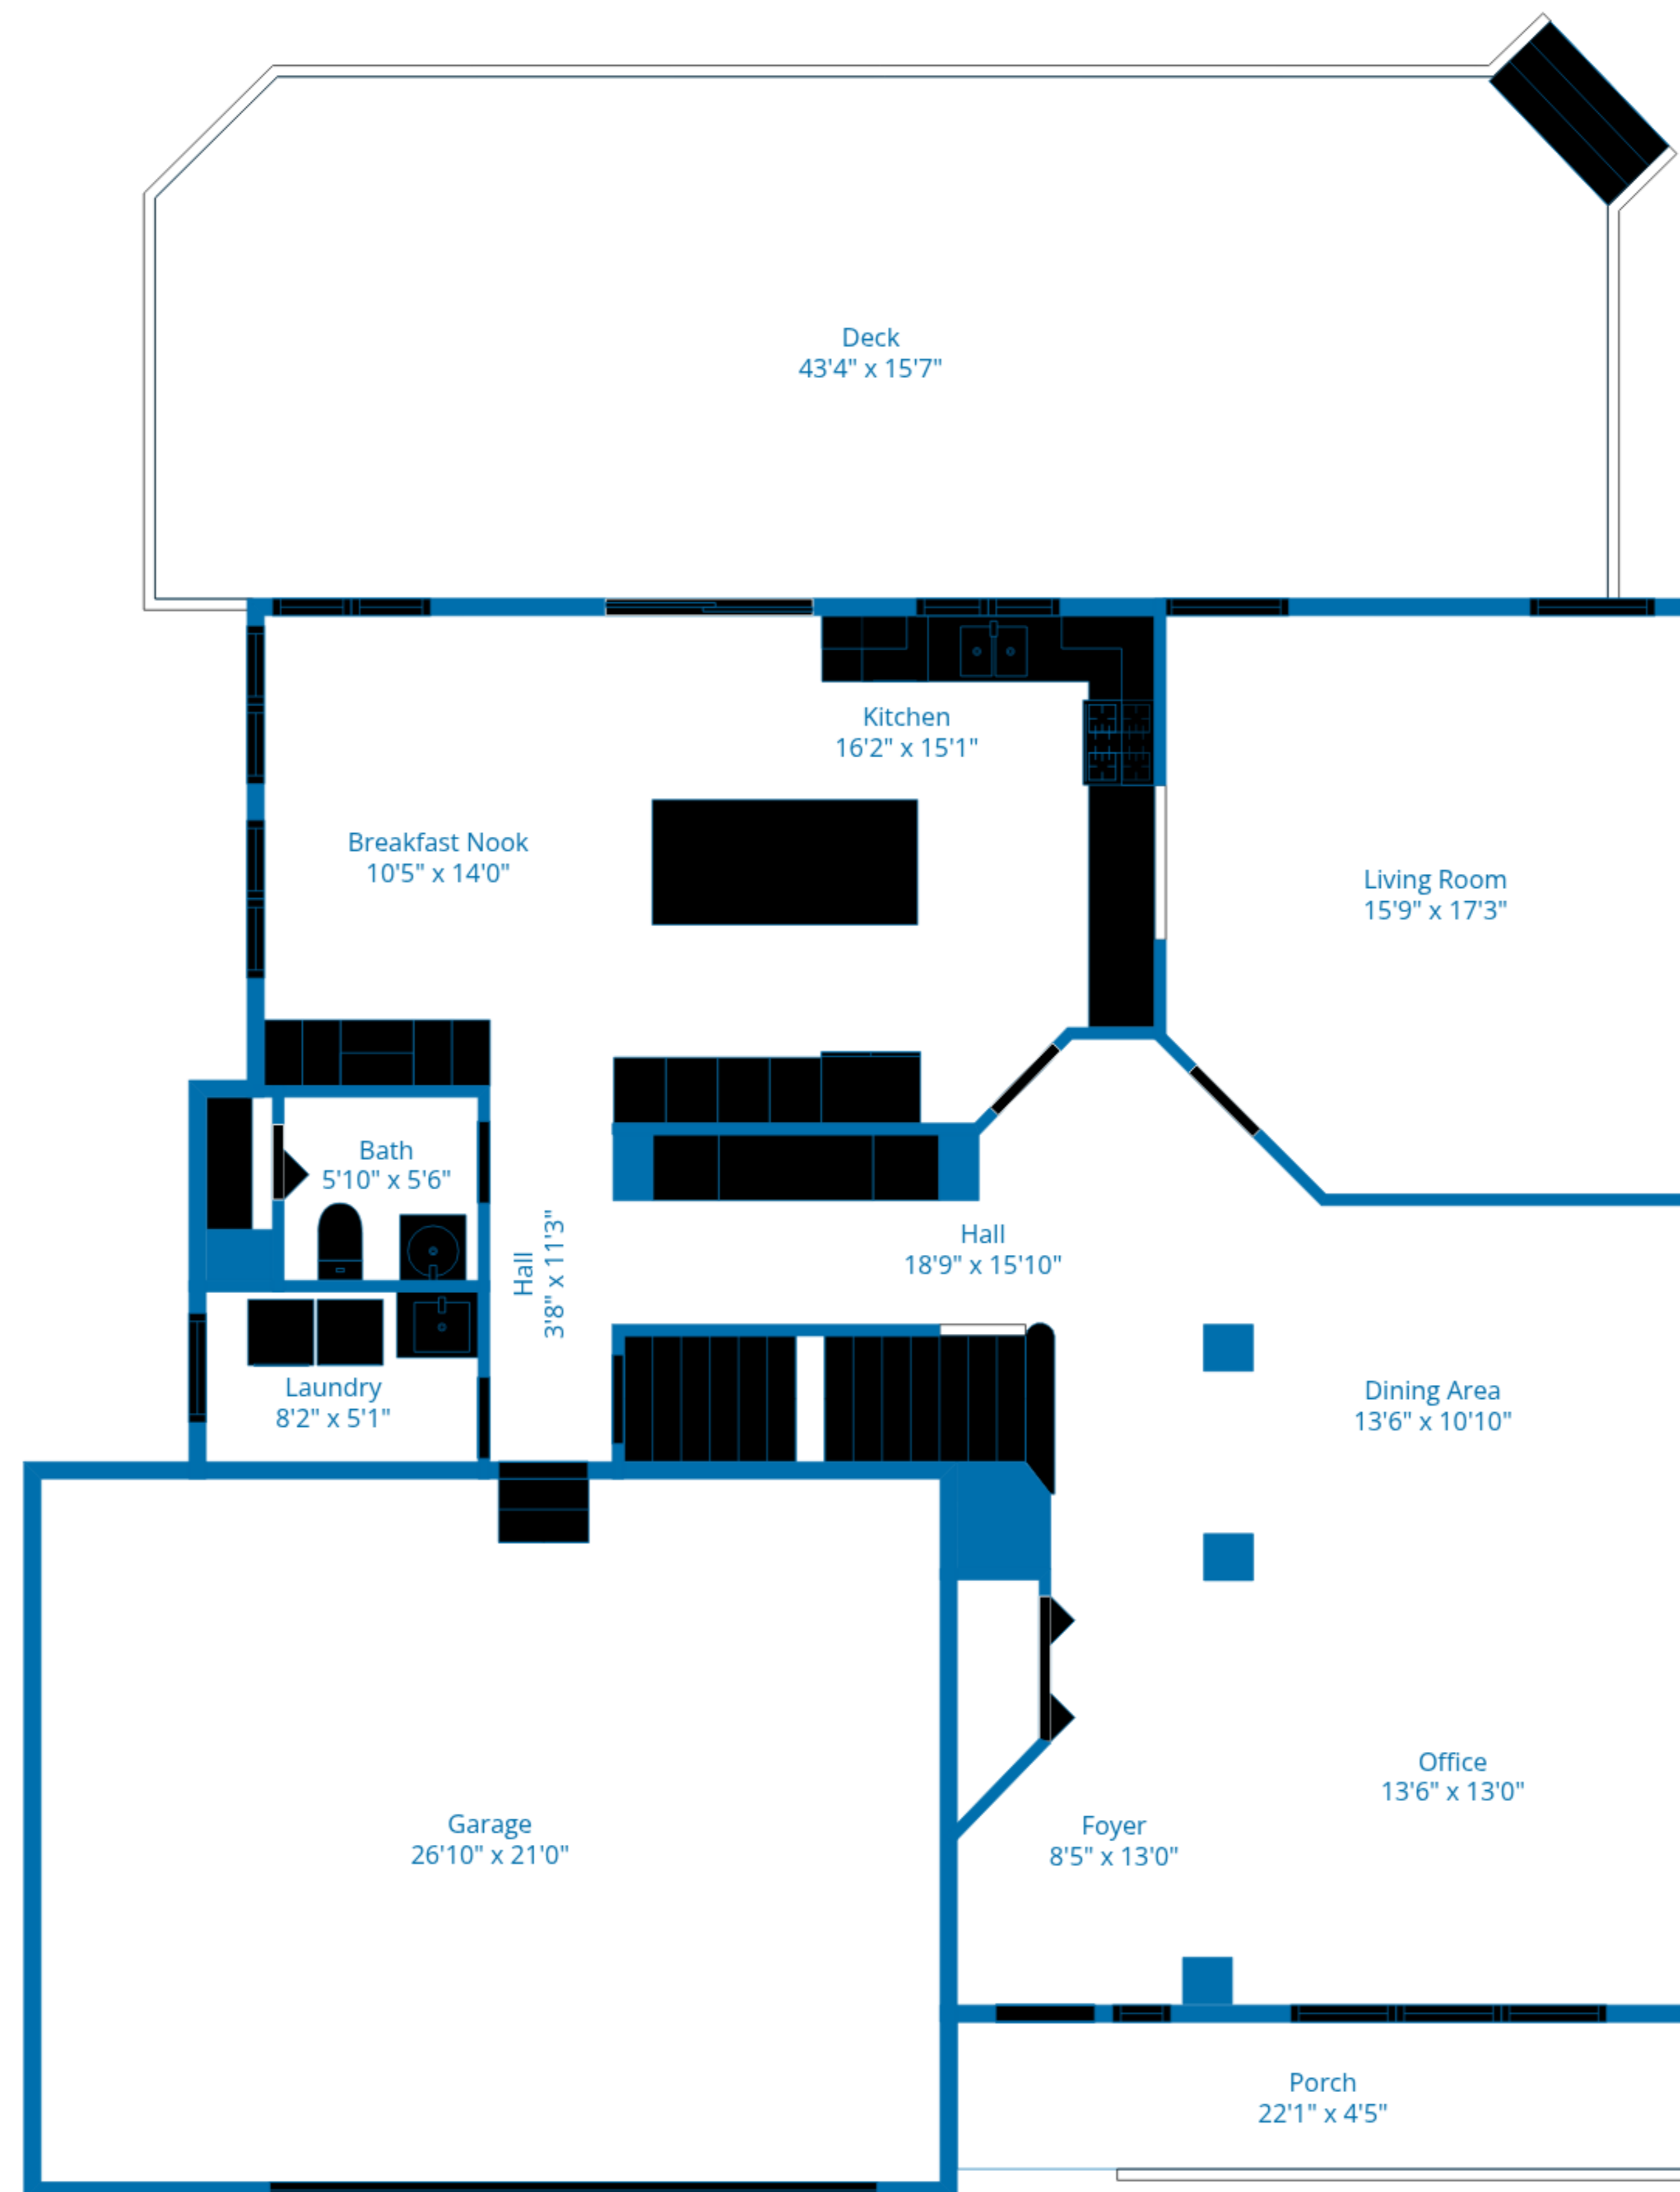 Deck
43'4" x 15'7"
Kitchen
16'2" x 15'1"
Breakfast Nook
10'5" x 14'0"
Living Room
15'9" x 17'3"
Bath
5'10" x 5'6"
Hall
3'8" x 11'3"
Hall
18'9" x 15'10"
Laundry
8'2" x 5'1"
Dining Area
13'6" x 10'10"
Office
13'6" x 13'0"
Garage
26'10" x 21'0"
Foyer
8'5" x 13'0"
Porch
22'1" x 4'5"